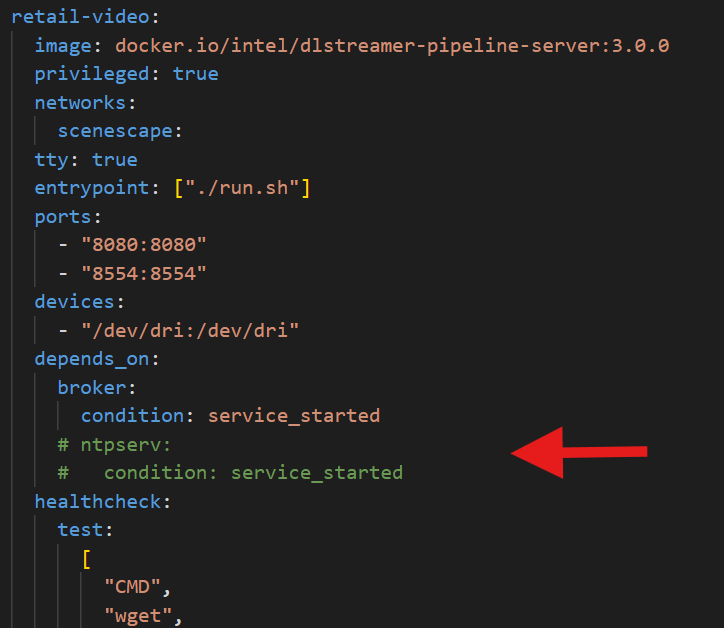 retail-video:
  image: docker.io/intel/dlstreamer-pipeline-server:3.0.0
  privileged: true
  networks:
    scenescape:
  tty: true
  entrypoint: ["./run.sh"]
  ports:
    - "8080:8080"
    - "8554:8554"
  devices:
    - "/dev/dri:/dev/dri"
  depends_on:
    broker:
      condition: service_started
    # ntpserv:
    #   condition: service_started
  healthcheck:
    test:
      [
        "CMD",
        "wget",